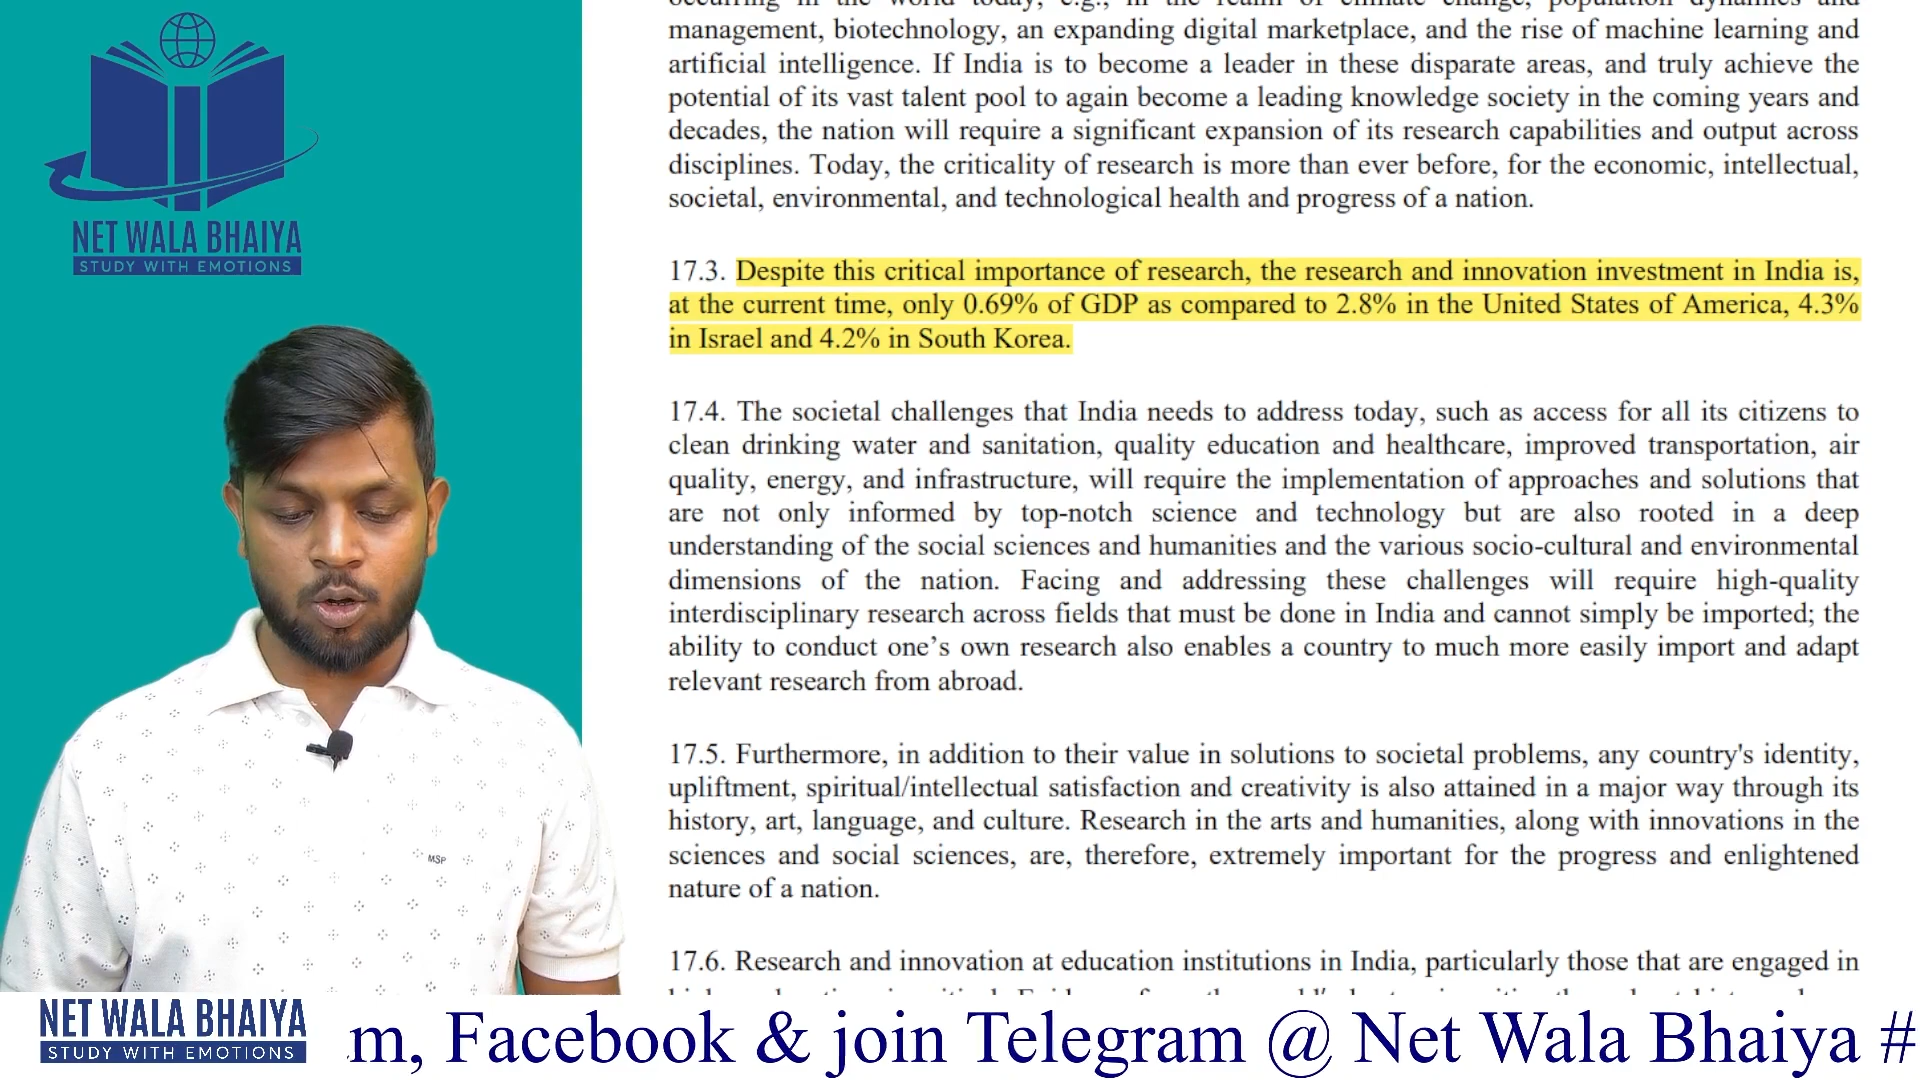 NET WALA BHAIYA
STUDY WITH EMOTIONS
occurring in the world today, e.g., in the realm of climate change, population dynamics and
management, biotechnology, an expanding digital marketplace, and the rise of machine learning and
artificial intelligence. If India is to become a leader in these disparate areas, and truly achieve the
potential of its vast talent pool to again become a leading knowledge society in the coming years and
decades, the nation will require a significant expansion of its research capabilities and output across
disciplines. Today, the criticality of research is more than ever before, for the economic, intellectual,
societal, environmental, and technological health and progress of a nation.
17.3. Despite this critical importance of research, the research and innovation investment in India is,
at the current time, only 0.69% of GDP as compared to 2.8% in the United States of America, 4.3%
in Israel and 4.2% in South Korea.
17.4. The societal challenges that India needs to address today, such as access for all its citizens to
clean drinking water and sanitation, quality education and healthcare, improved transportation, air
quality, energy, and infrastructure, will require the implementation of approaches and solutions that
are not only informed by top-notch science and technology but are also rooted in a deep
understanding of the social sciences and humanities and the various socio-cultural and environmental
dimensions of the nation. Facing and addressing these challenges will require high-quality
interdisciplinary research across fields that must be done in India and cannot simply be imported; the
ability to conduct one’s own research also enables a country to much more easily import and adapt
relevant research from abroad.
17.5. Furthermore, in addition to their value in solutions to societal problems, any country's identity,
upliftment, spiritual/intellectual satisfaction and creativity is also attained in a major way through its
history, art, language, and culture. Research in the arts and humanities, along with innovations in the
sciences and social sciences, are, therefore, extremely important for the progress and enlightened
nature of a nation.
17.6. Research and innovation at education institutions in India, particularly those that are engaged in
MSP
NET WALA BHAIYA
STUDY WITH EMOTIONS
m, Facebook & join Telegram @ Net Wala Bhaiya #